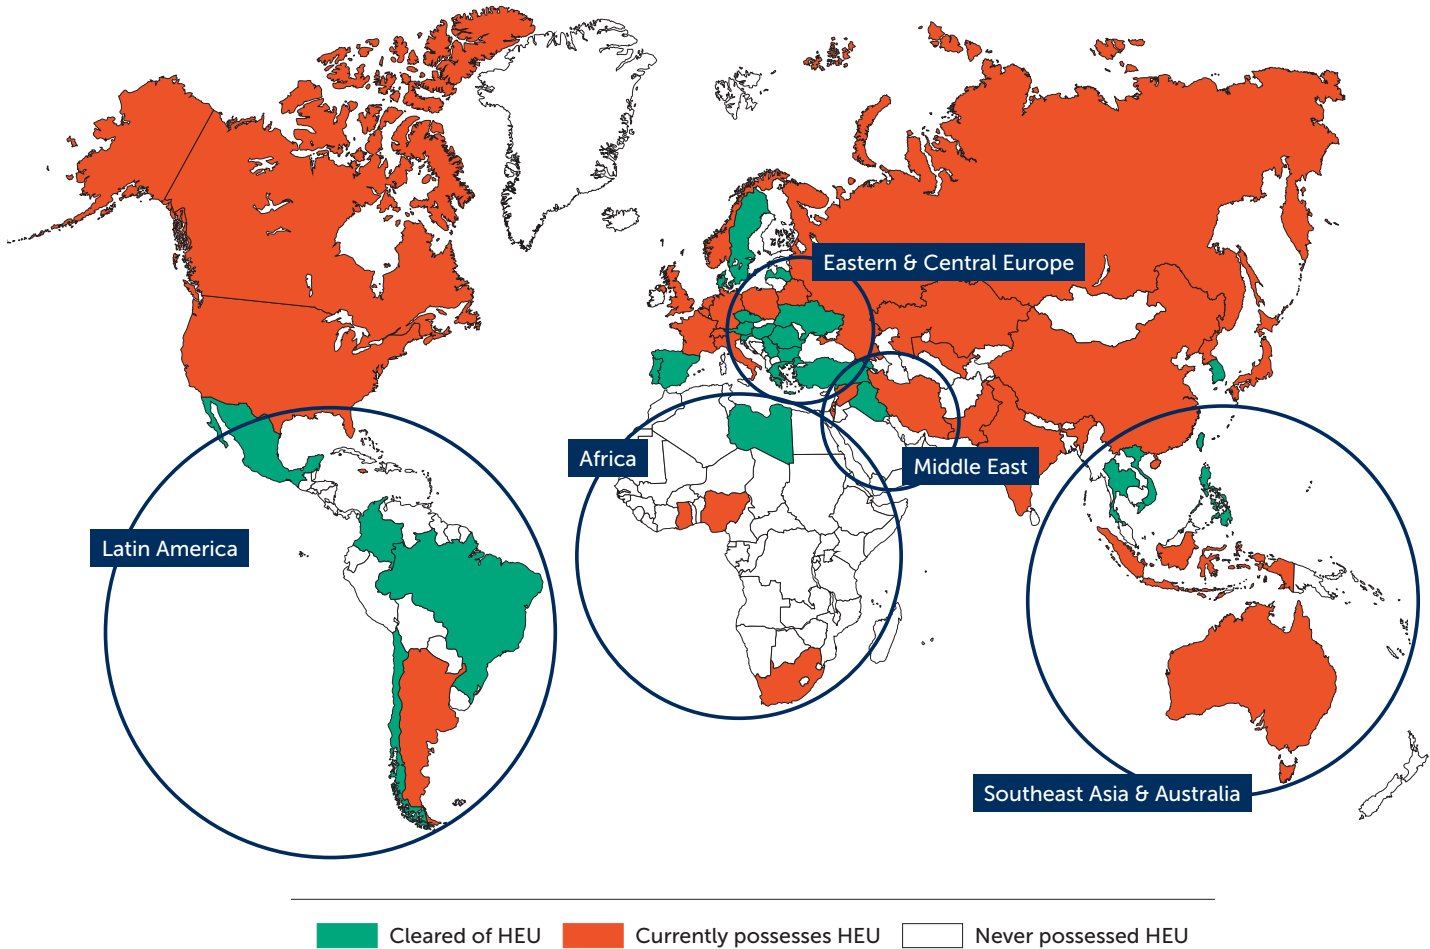 Eastern & Central Europe
Africa
Middle East
Latin America
Southeast Asia & Australia
Cleared of HEU
Currently possesses HEU
Never possessed HEU